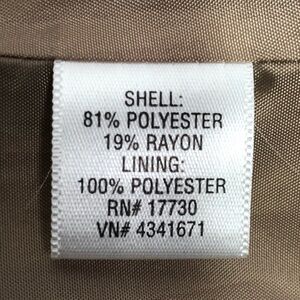 SHELL:
81% POLYESTER
19% RAYON
LINING:
100% POLYESTER
RN# 17730
VN# 4341671